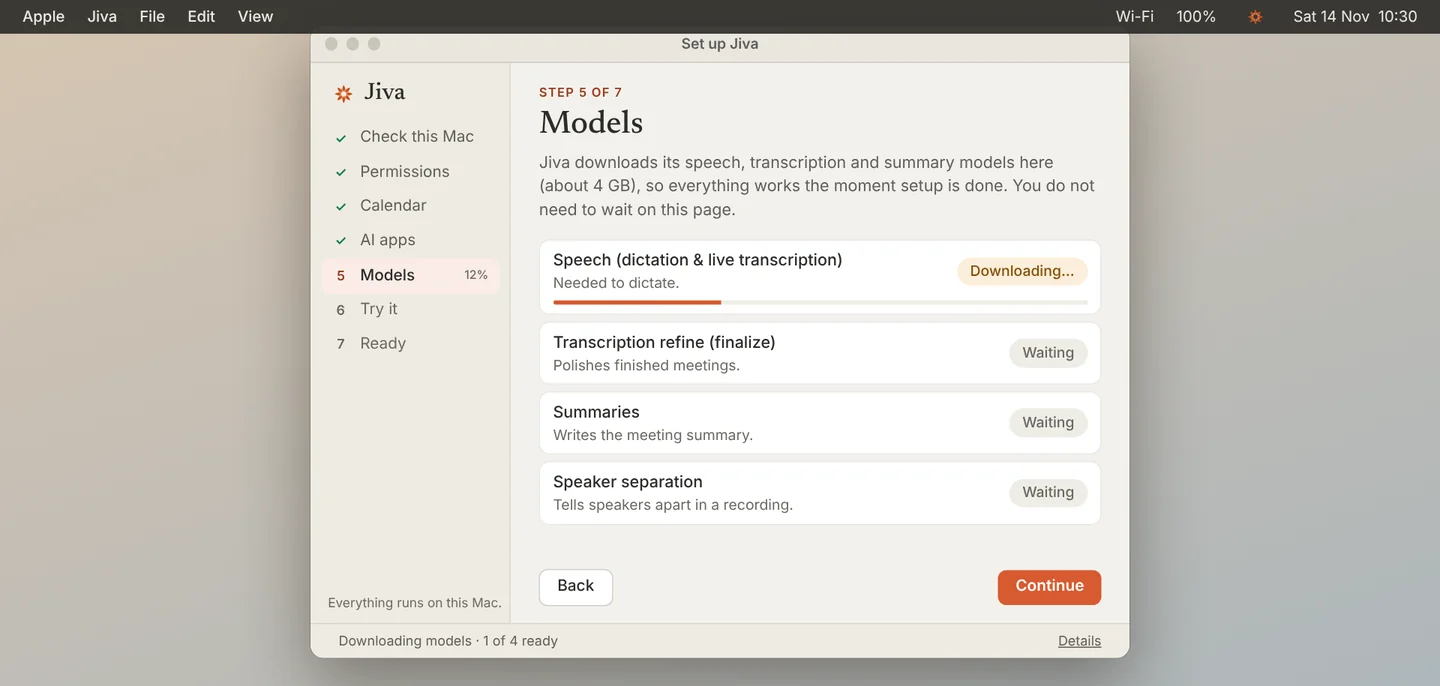 Apple Jiva File Edit View Wi-Fi 100% Sat 14 Nov 10:30
Set up Jiva
Jiva
Check this Mac
Permissions
Calendar
AI apps
5 Models 12%
6 Try it
7 Ready
Everything runs on this Mac.
STEP 5 OF 7
Models
Jiva downloads its speech, transcription and summary models here
(about 4 GB), so everything works the moment setup is done. You do not
need to wait on this page.
Speech (dictation & live transcription)
Needed to dictate.
Downloading...
Transcription refine (finalize)
Polishes finished meetings.
Waiting
Summaries
Writes the meeting summary.
Waiting
Speaker separation
Tells speakers apart in a recording.
Waiting
Back
Continue
Downloading models · 1 of 4 ready
Details